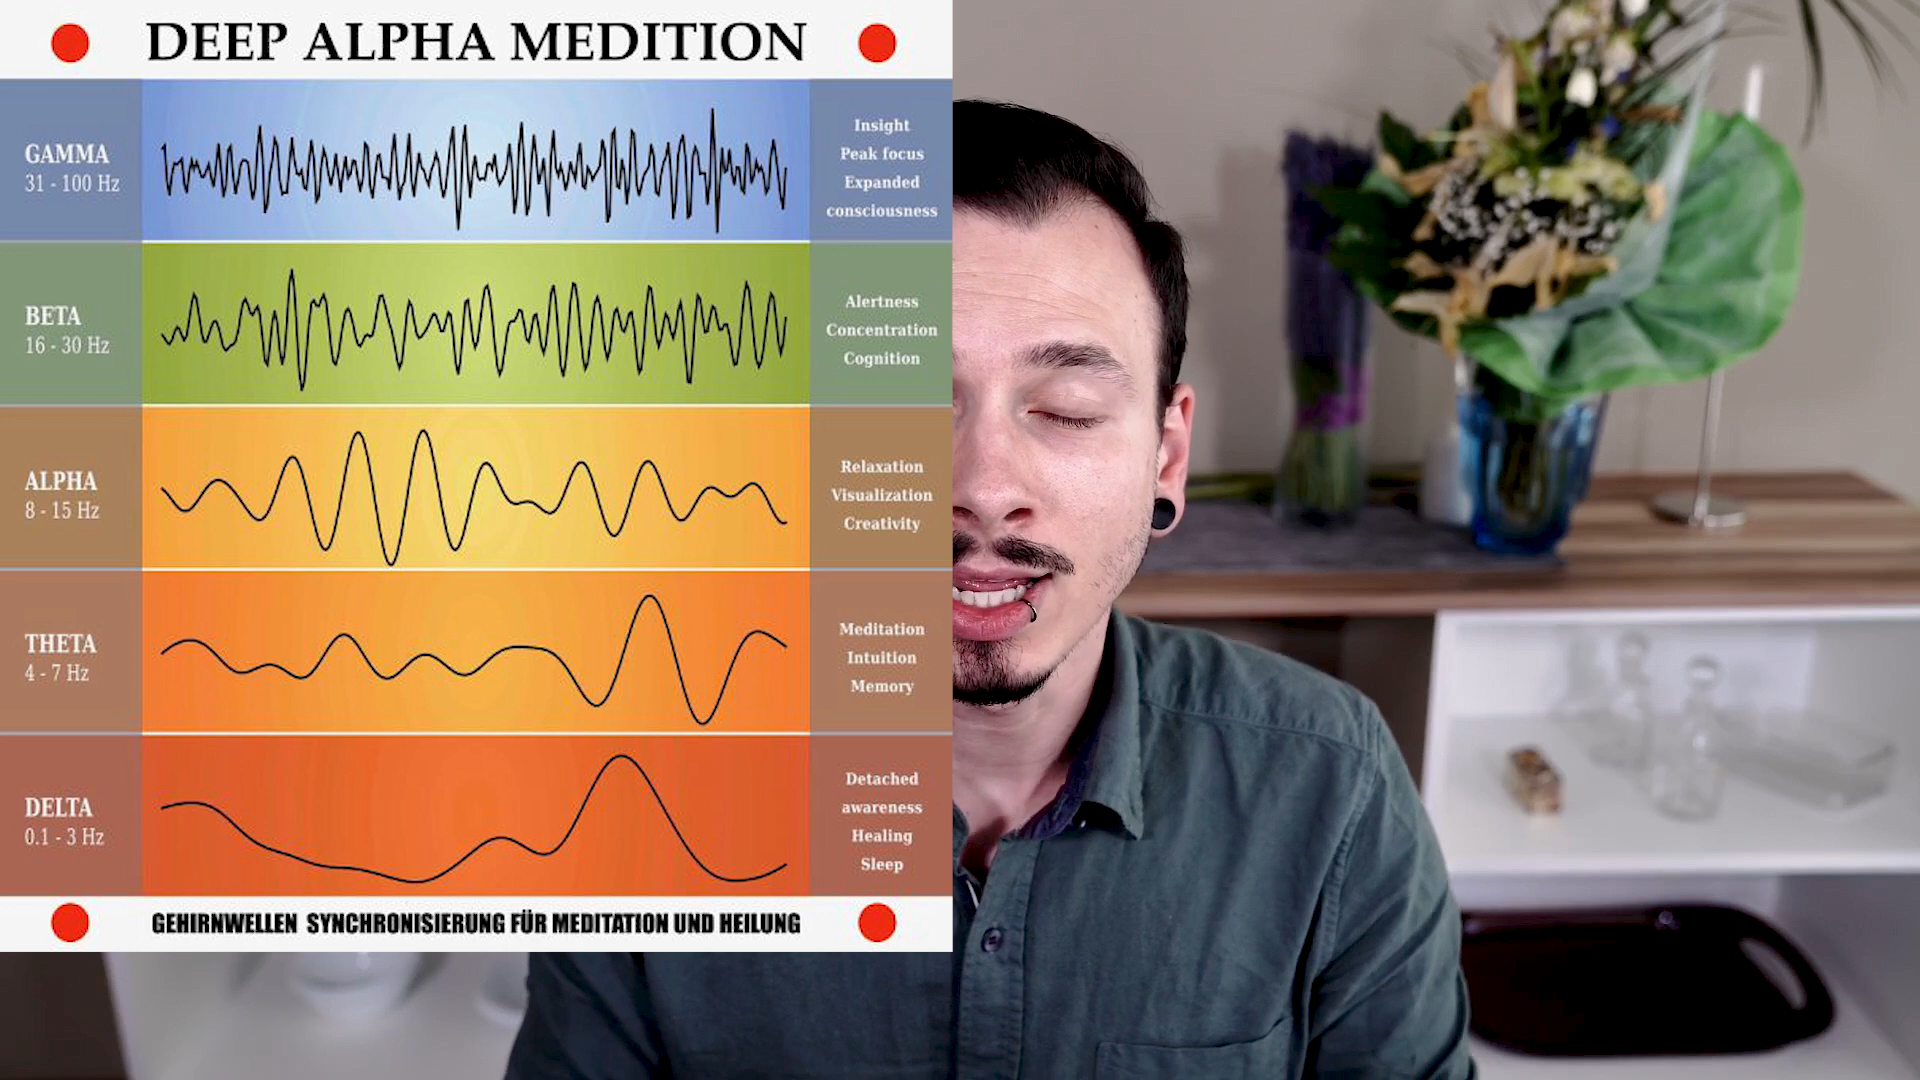 DEEP ALPHA MEDITION
GAMMA
31 - 100 Hz
Insight
Peak focus
Expanded
consciousness
BETA
16 - 30 Hz
Alertness
Concentration
Cognition
ALPHA
8 - 15 Hz
Relaxation
Visualization
Creativity
THETA
4 - 7 Hz
Meditation
Intuition
Memory
DELTA
0.1 - 3 Hz
Detached
awareness
Healing
Sleep
GEHIRNWELLEN SYNCHRONISIERUNG FÜR MEDITATION UND HEILUNG